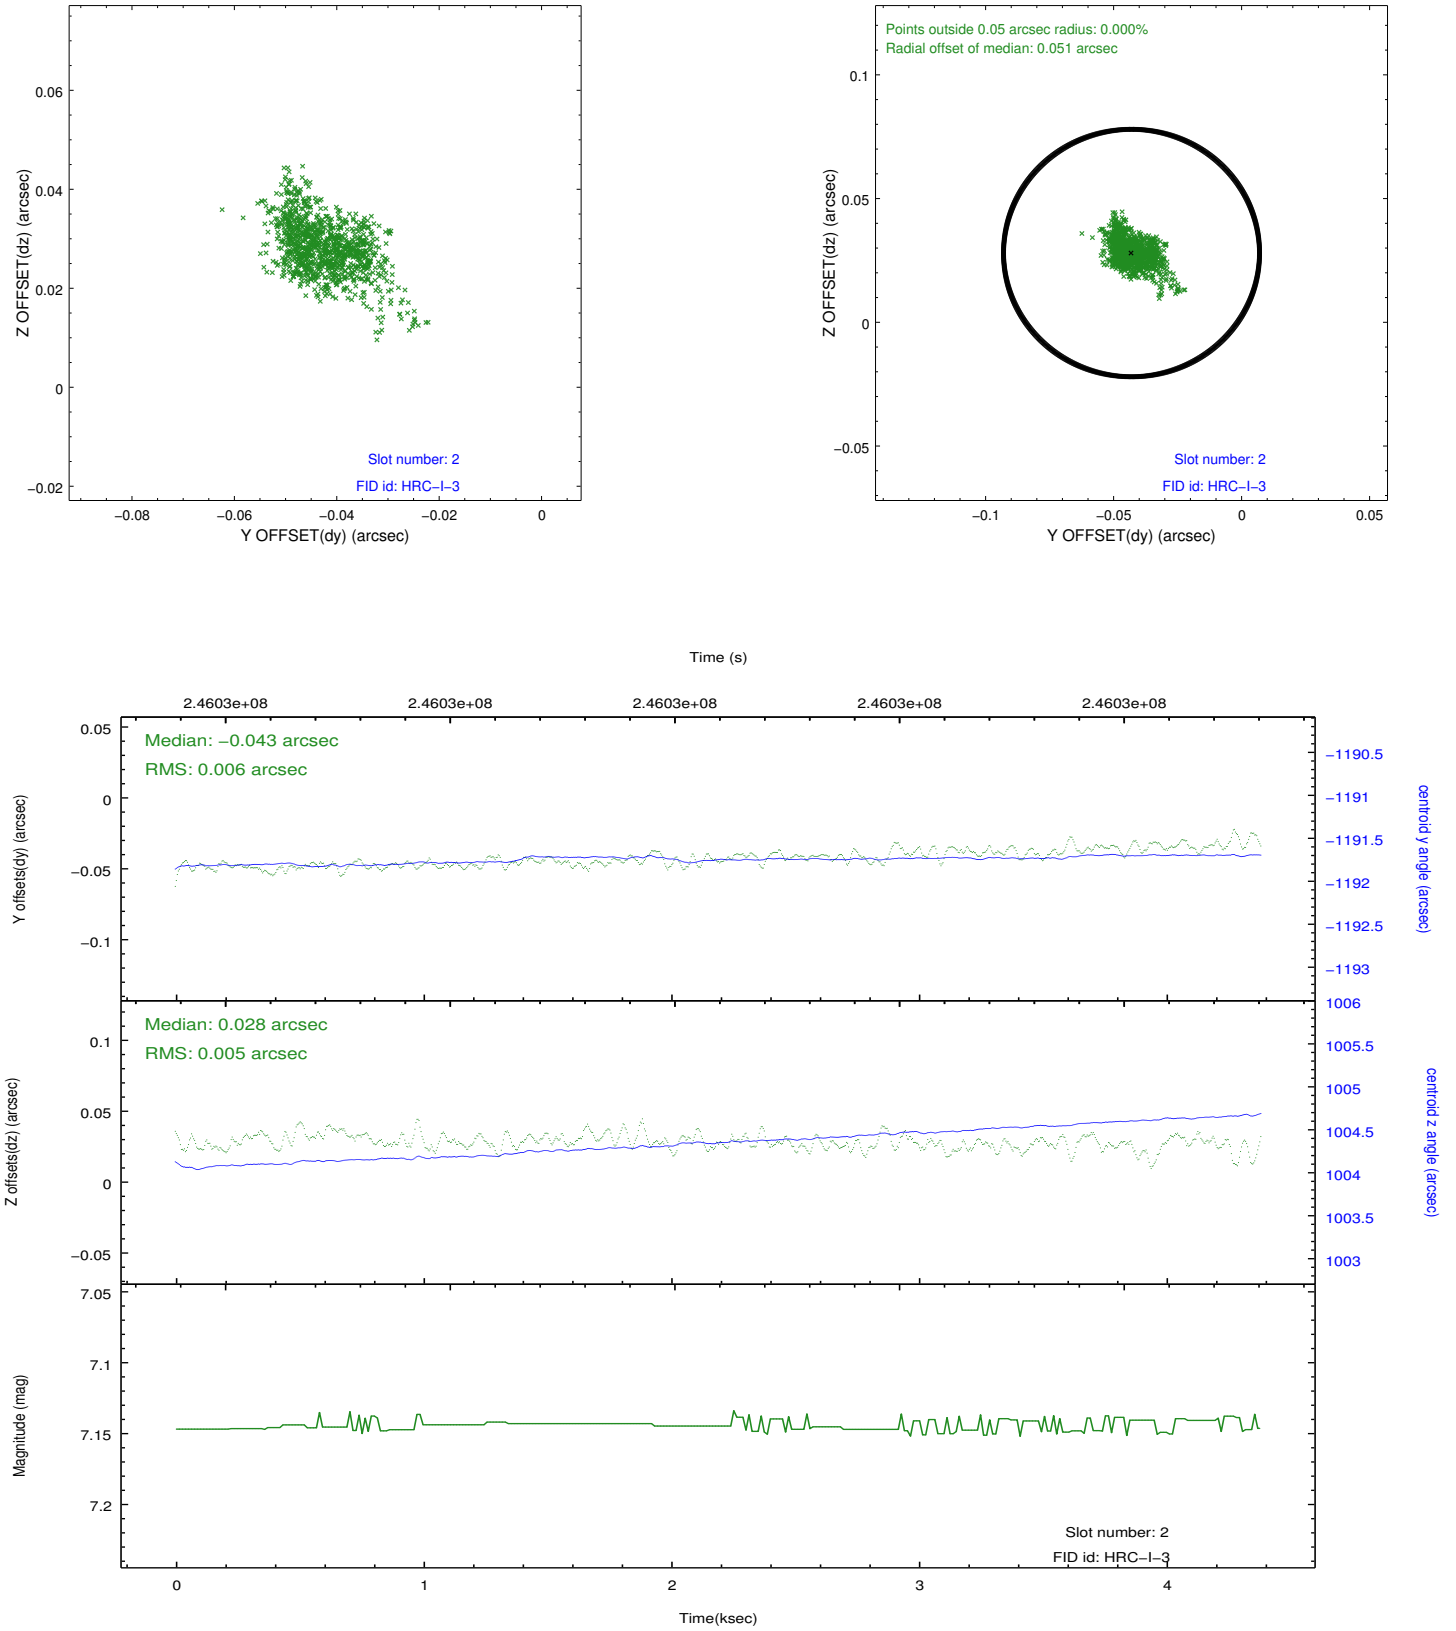 Points outside 0.05 arcsec radius: 0.000%
Radial offset of median: 0.051 arcsec
0.06
0.04
0.02
0
−0.02
Z OFFSET(dz) (arcsec)
Slot number: 2
FID id: HRC−I−3
−0.08 −0.06 −0.04 −0.02 0
Y OFFSET(dy) (arcsec)
0.1
0.05
0
−0.05
Z OFFSET(dz) (arcsec)
Slot number: 2
FID id: HRC−I−3
−0.1 −0.05 0 0.05
Y OFFSET(dy) (arcsec)
Time (s)
2.4603e+08 2.4603e+08 2.4603e+08 2.4603e+08 2.4603e+08
Median: −0.043 arcsec
RMS: 0.006 arcsec
0.05
0
−0.05
−0.1
Y offsets(dy) (arcsec)
−1190.5
−1191
−1191.5
−1192
−1192.5
−1193
centroid y angle (arcsec)
Median: 0.028 arcsec
RMS: 0.005 arcsec
0.1
0.05
0
−0.05
Z offsets(dz) (arcsec)
1006
1005.5
1005
1004.5
1004
1003.5
1003
centroid z angle (arcsec)
7.05
7.1
7.15
7.2
Magnitude (mag)
Slot number: 2
FID id: HRC−I−3
0 1 2 3 4
Time(ksec)